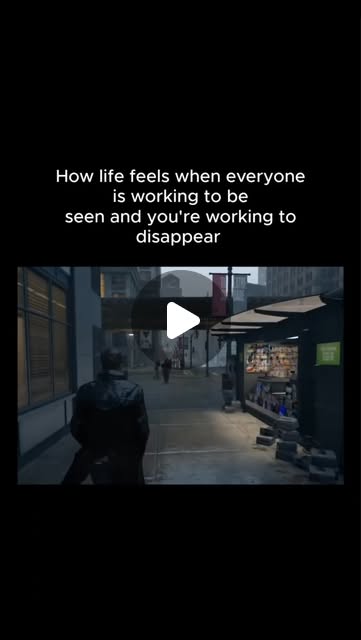 How life feels when everyone
is working to be
seen and you're working to
disappear